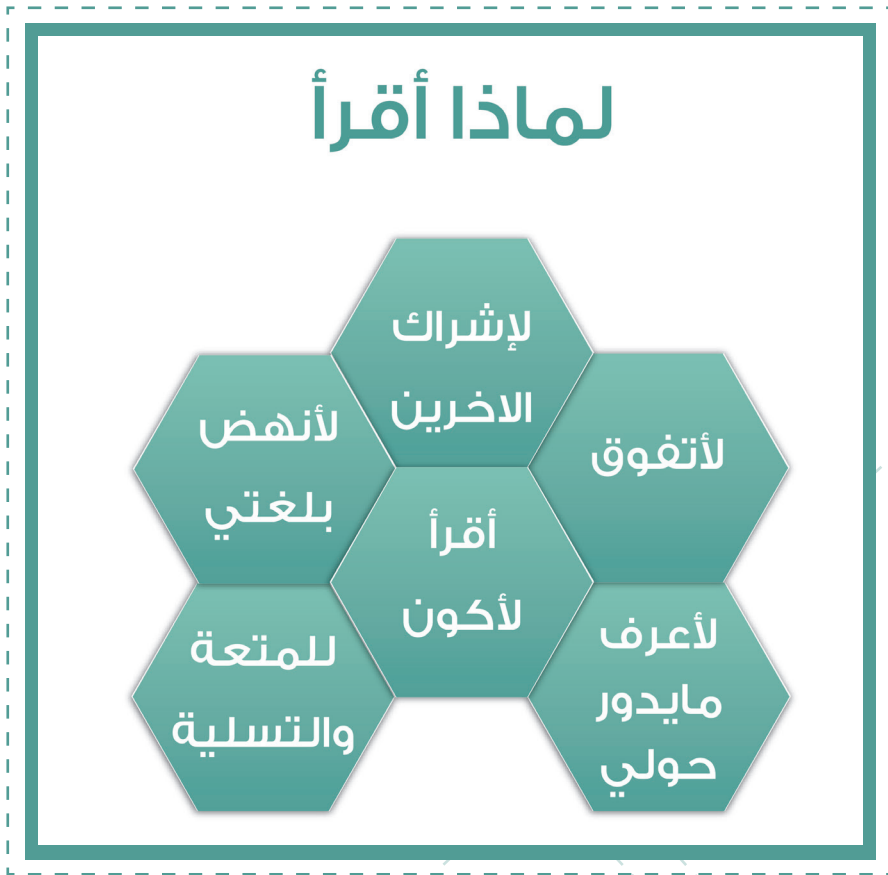 لماذا أقرأ
لإشراك
الاخرين
لأتفوق
لأنهض
بلغتي
أقرأ
لأكون
لأعرف
مايدور
حولي
للمتعة
والتسلية